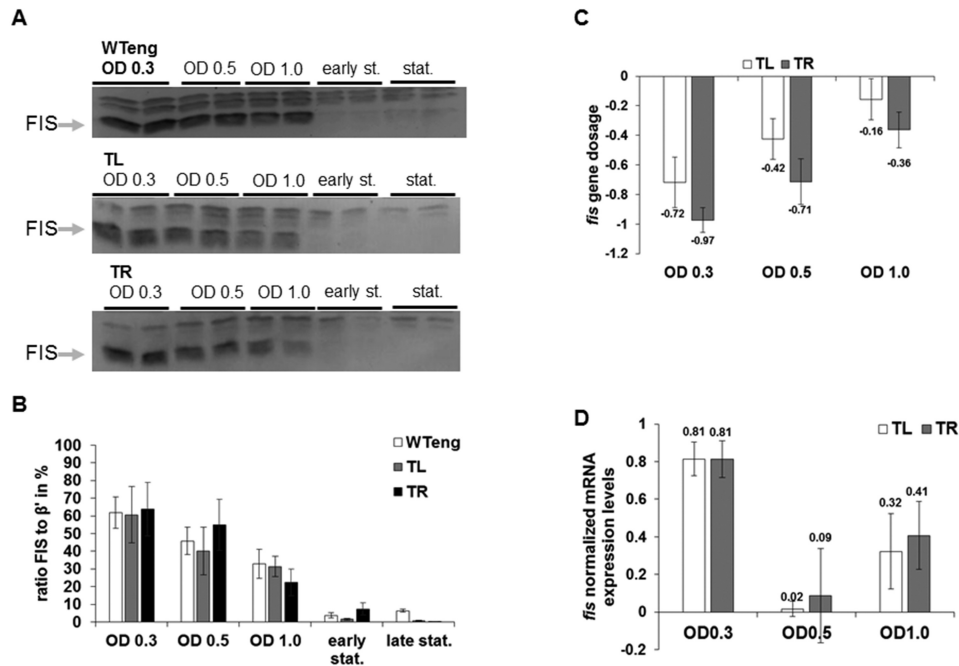 A
WTeng
OD 0.3 OD 0.5 OD 1.0 early st. stat.
FIS
TL
OD 0.3 OD 0.5 OD 1.0 early st. stat.
FIS
TR
OD 0.3 OD 0.5 OD 1.0 early st. stat.
FIS
B
ratio FIS to β' in %
100
90
80
70
60
50
40
30
20
10
0
WTeng
TL
TR
OD 0.3 OD 0.5 OD 1.0 early stat. late stat.
C
fis gene dosage
TL TR
0
-0.2
-0.4
-0.6
-0.8
-1
-1.2
-0.72
-0.97
-0.42
-0.71
-0.16
-0.36
OD 0.3 OD 0.5 OD 1.0
D
fis normalized mRNA
expression levels
TL TR
1
0.8
0.6
0.4
0.2
0
-0.2
0.81 0.81
0.02
0.09
0.32
0.41
OD0.3 OD0.5 OD1.0